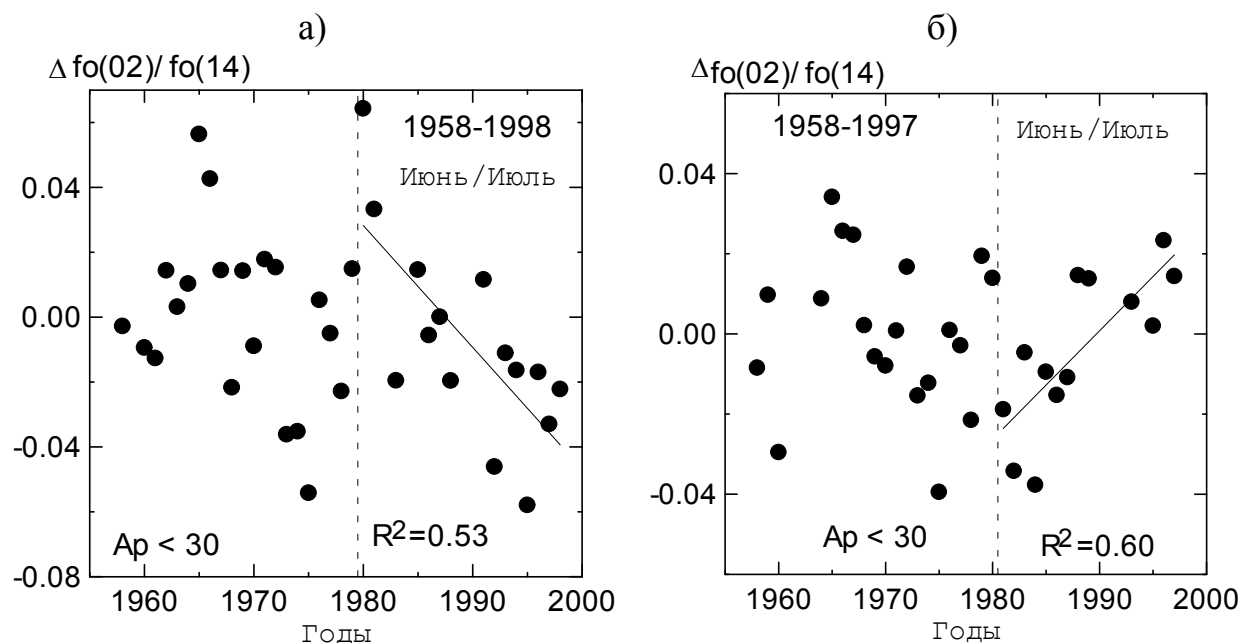 а)
Δ fo(02)/ fo(14)
1958-1998
Июнь/Июль
0.04
0.00
-0.04
-0.08
Ap < 30
R²=0.53
1960 1970 1980 1990 2000
Годы
б)
Δfo(02)/ fo(14)
1958-1997
Июнь/Июль
0.04
0.00
-0.04
Ap < 30
R²=0.60
1960 1970 1980 1990 2000
Годы